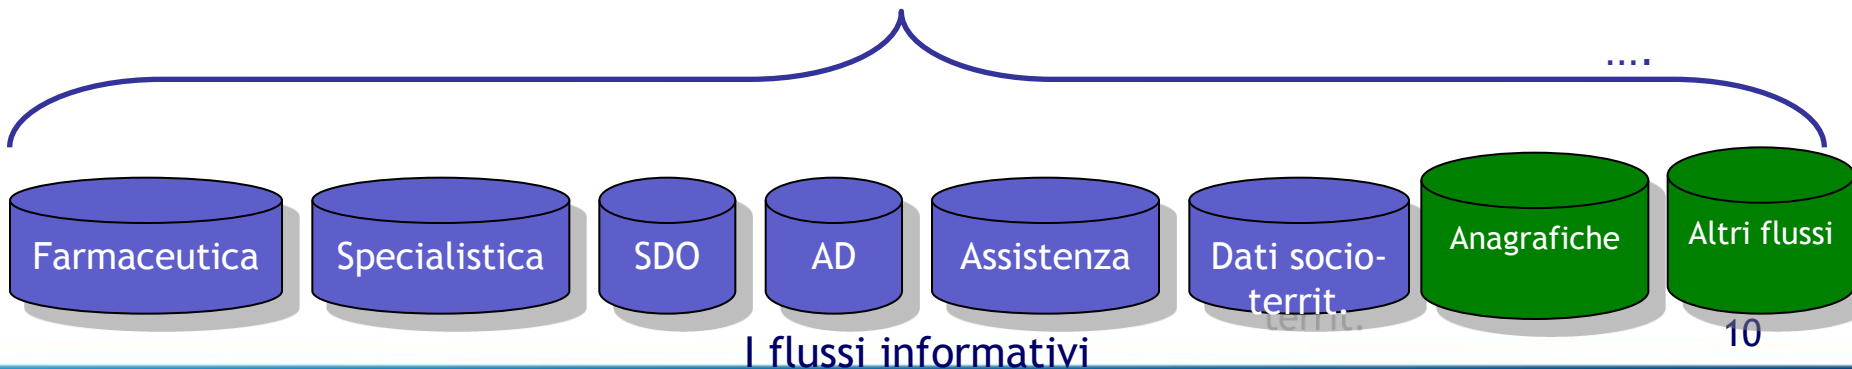 ....
Farmaceutica
Specialistica
SDO
AD
Assistenza
Dati socio-
territ.
Anagrafiche
Altri flussi
10
I flussi informativi